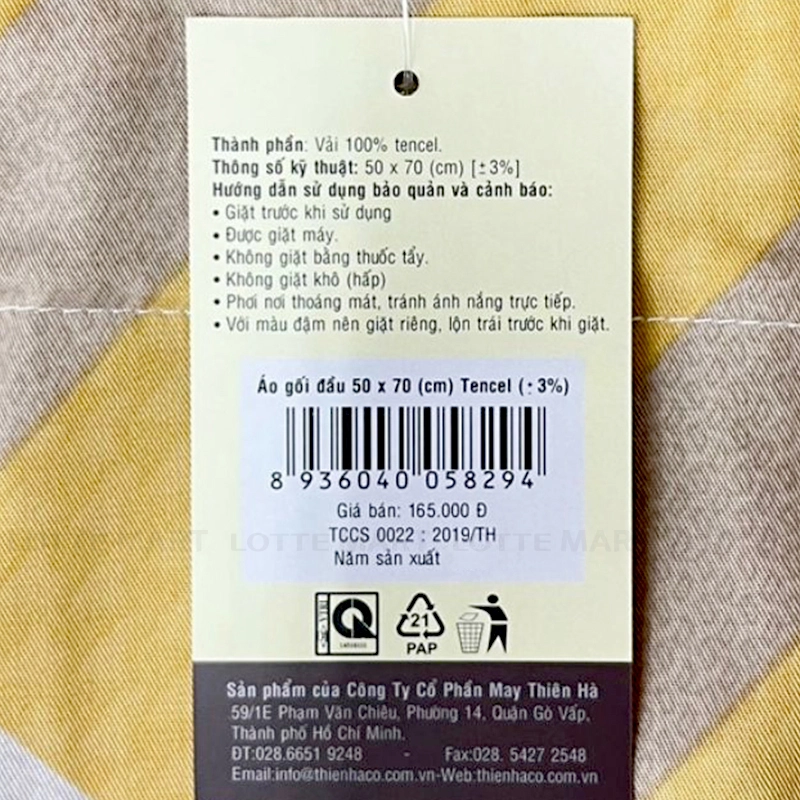 Thành phần: Vải 100% tencel.
Thông số kỹ thuật: 50 x 70 (cm) [±3%]
Hướng dẫn sử dụng bảo quản và cảnh báo:
• Giặt trước khi sử dụng
• Được giặt máy.
• Không giặt bằng thuốc tẩy.
• Không giặt khô (hấp)
• Phơi nơi thoáng mát, tránh ánh nắng trực tiếp.
• Với màu đậm nên giặt riêng, lộn trái trước khi giặt.
Áo gối đầu 50 x 70 (cm) Tencel (±3%)
8 936040 058294
Giá bán: 165.000 Đ
TCCS 0022 : 2019/TH
LOTTE MART LOTTE MART
Năm sản xuất
21
PAP
Sản phẩm của Công Ty Cổ Phần May Thiên Hà
59/1E Phạm Văn Chiêu, Phường 14, Quận Gò Vấp,
Thành phố Hồ Chí Minh.
ĐT:028.6651 9248 - Fax:028. 5427 2548
Email:info@thienhaco.com.vn-Web:thienhaco.com.vn